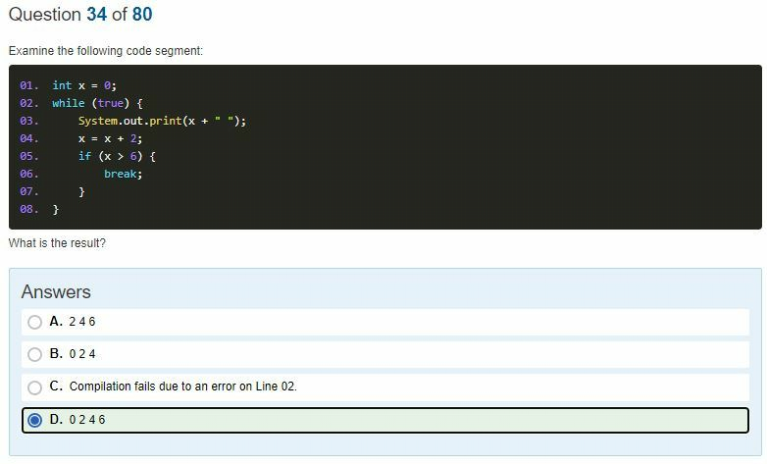 Question 34 of 80
Examine the following code segment:
01. int x = 0;
02. while (true) {
03. System.out.print(x + " ");
04. x = x + 2;
05. if (x > 6) {
06. break;
07. }
08. }
What is the result?
Answers
A. 2 4 6
B. 0 2 4
C. Compilation fails due to an error on Line 02.
D. 0 2 4 6